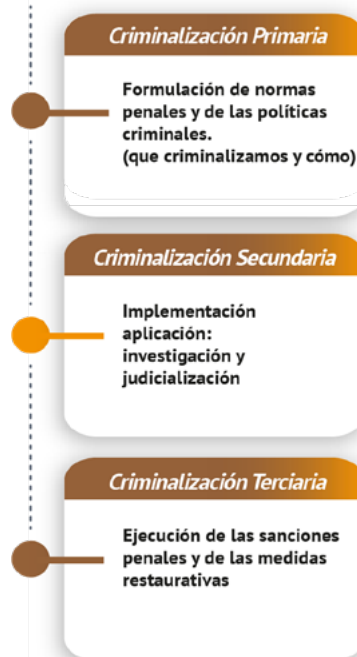 Criminalización Primaria
Formulación de normas
penales y de las políticas
criminales.
(que criminalizamos y cómo)
Criminalización Secundaria
Implementación
aplicación:
investigación y
judicialización
Criminalización Terciaria
Ejecución de las sanciones
penales y de las medidas
restaurativas